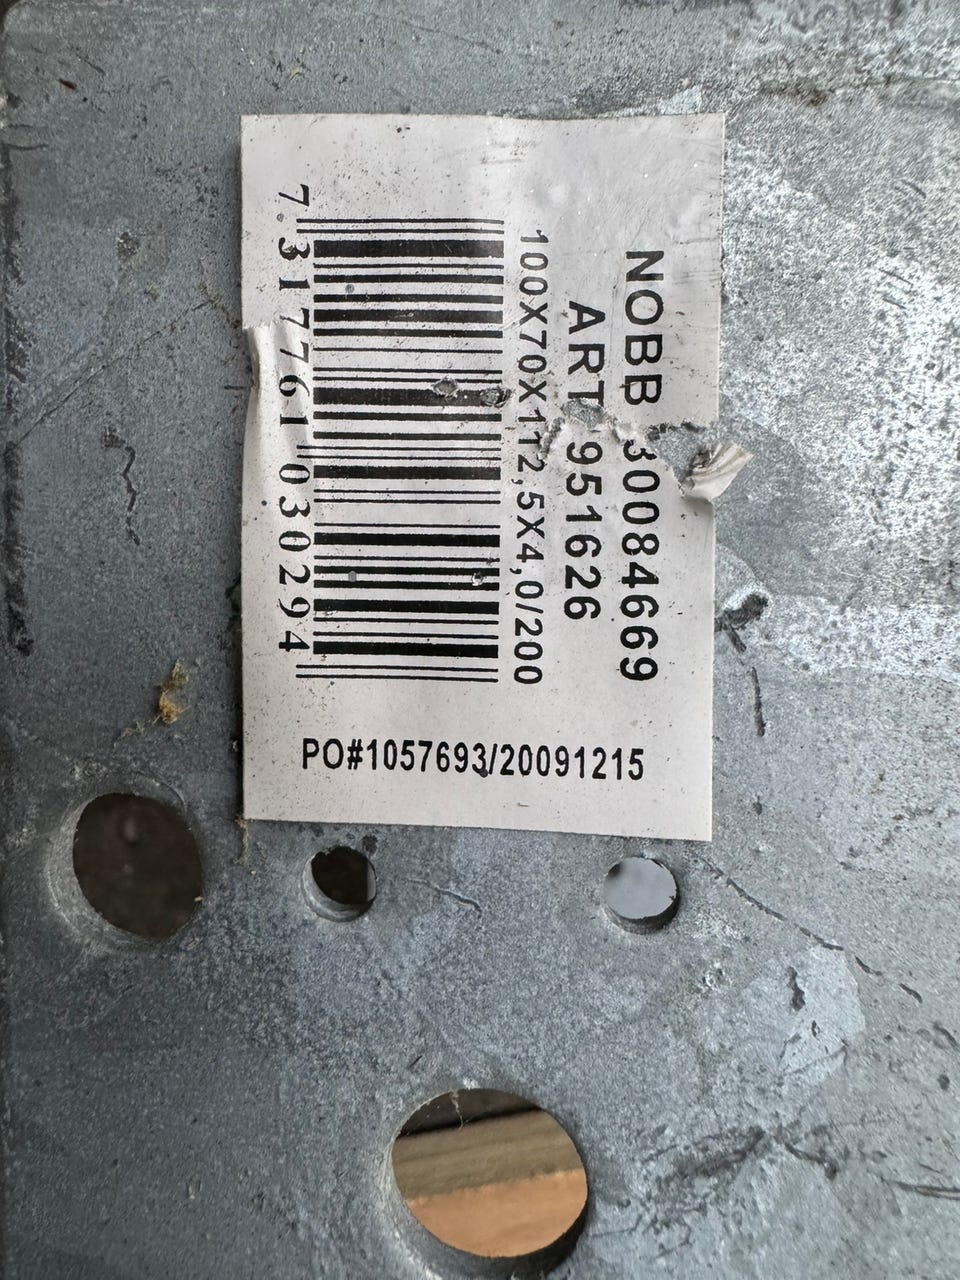 NOBB 30084669
ART 951626
100X70X112,5X4,0/200
7 317761 030294
PO#1057693/20091215